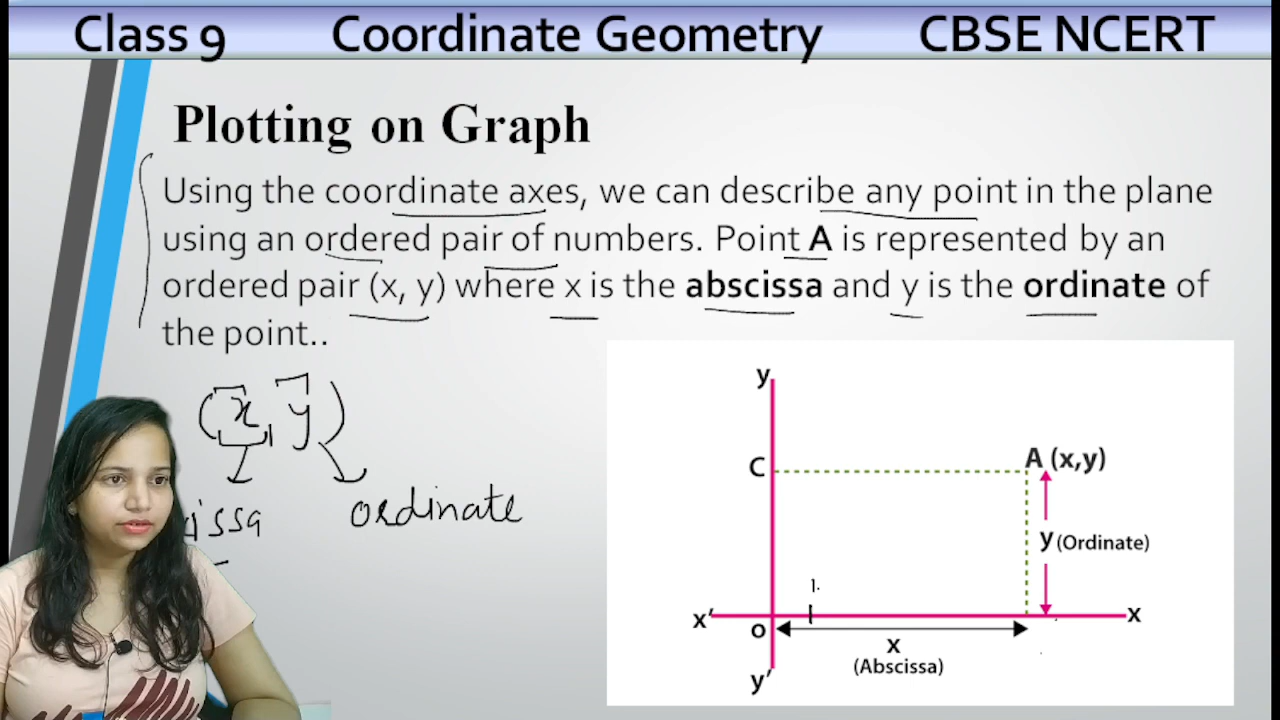 Class 9 Coordinate Geometry CBSE NCERT
Plotting on Graph
Using the coordinate axes, we can describe any point in the plane
using an ordered pair of numbers. Point A is represented by an
ordered pair (x, y) where x is the abscissa and y is the ordinate of
the point..
(x, y)
issa
ordinate
y
C
A (x,y)
y (Ordinate)
1.
x'
o
x
x
(Abscissa)
y'